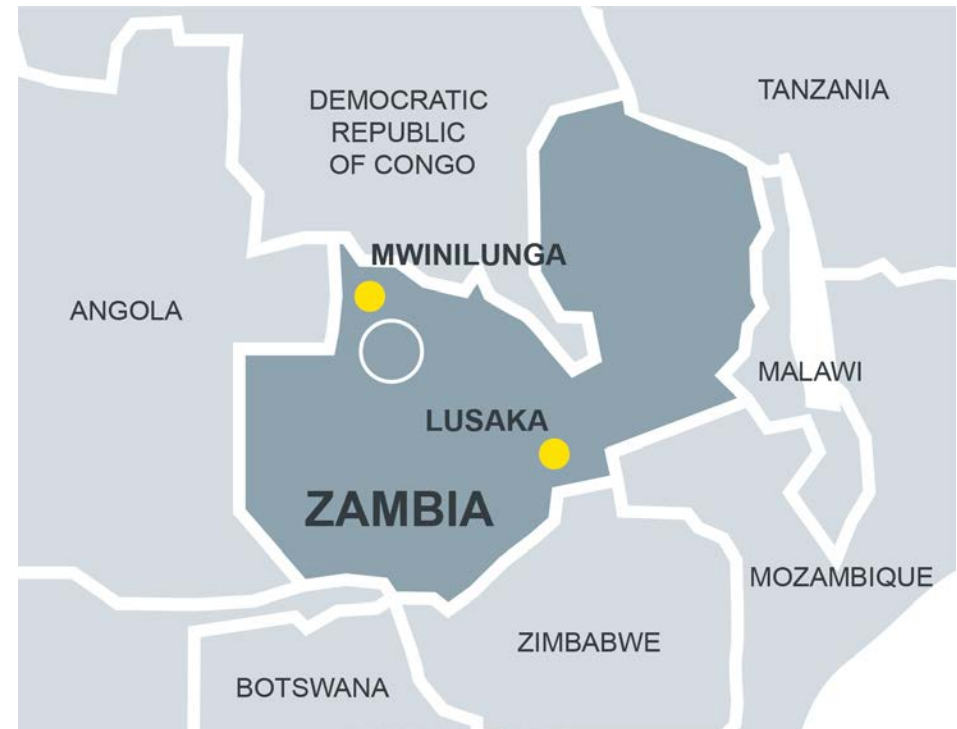 TANZANIA
DEMOCRATIC
REPUBLIC
OF CONGO
MWINILUNGA
ANGOLA
MALAWI
LUSAKA
ZAMBIA
MOZAMBIQUE
ZIMBABWE
BOTSWANA